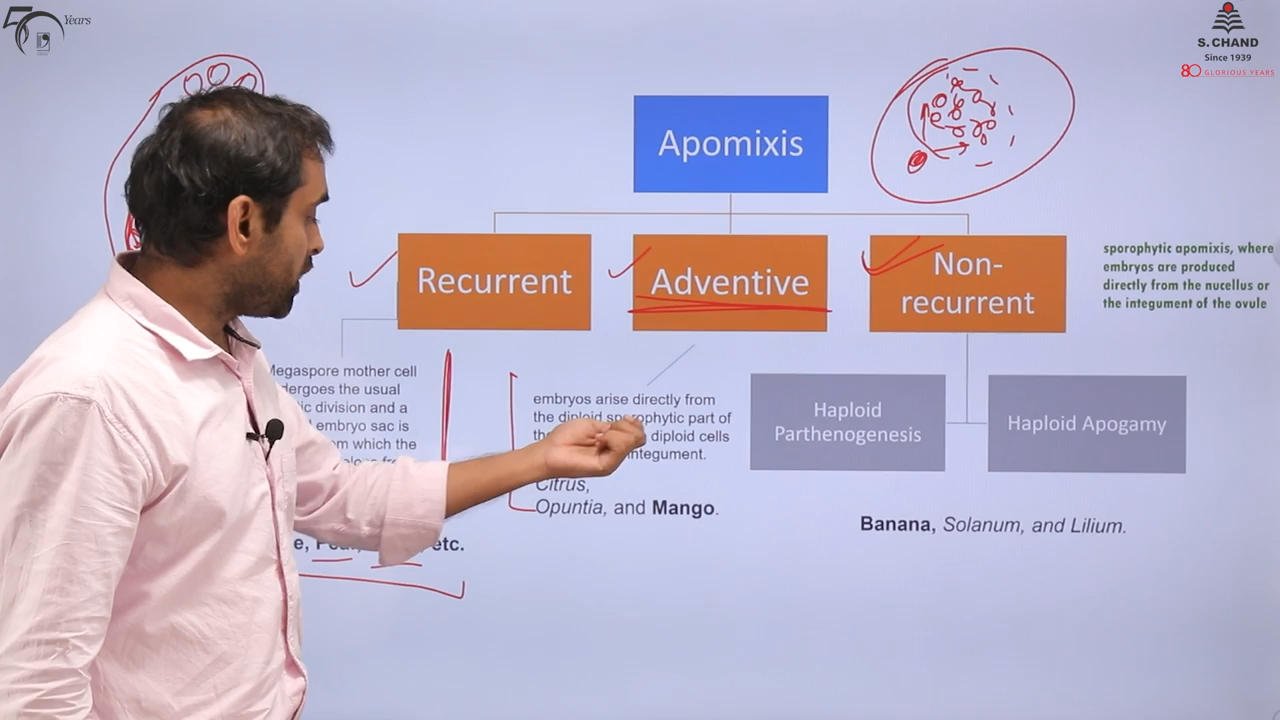 50 Years
S. CHAND
Since 1939
80 GLORIOUS YEARS
Apomixis
Recurrent
Adventive
Non-
recurrent
sporophytic apomixis, where
embryos are produced
directly from the nucellus or
the integument of the ovule
Megaspore mother cell
the usual
division and a
embryo sac is
which the
embryos arise directly from
the diploid sporophytic part of
diploid cells
integument.
Citrus,
Opuntia, and Mango.
etc.
Haploid
Parthenogenesis
Haploid Apogamy
Banana, Solanum, and Lilium.